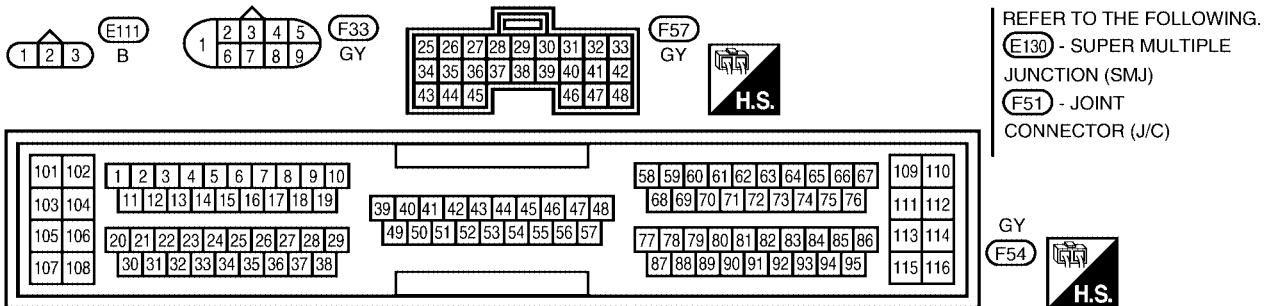 1 2 3
E111
B
1
2 3 4 5
6 7 8 9
F33
GY
25 26 27 28 29 30 31 32 33
34 35 36 37 38 39 40 41 42
43 44 45 46 47 48
F57
GY
H.S.
REFER TO THE FOLLOWING.
E130 - SUPER MULTIPLE
JUNCTION (SMJ)
F51 - JOINT
CONNECTOR (J/C)
101 102
103 104
105 106
107 108
1 2 3 4 5 6 7 8 9 10
11 12 13 14 15 16 17 18 19
20 21 22 23 24 25 26 27 28 29
30 31 32 33 34 35 36 37 38
39 40 41 42 43 44 45 46 47 48
49 50 51 52 53 54 55 56 57
58 59 60 61 62 63 64 65 66 67
68 69 70 71 72 73 74 75 76
77 78 79 80 81 82 83 84 85 86
87 88 89 90 91 92 93 94 95
109 110
111 112
113 114
115 116
GY
F54
H.S.